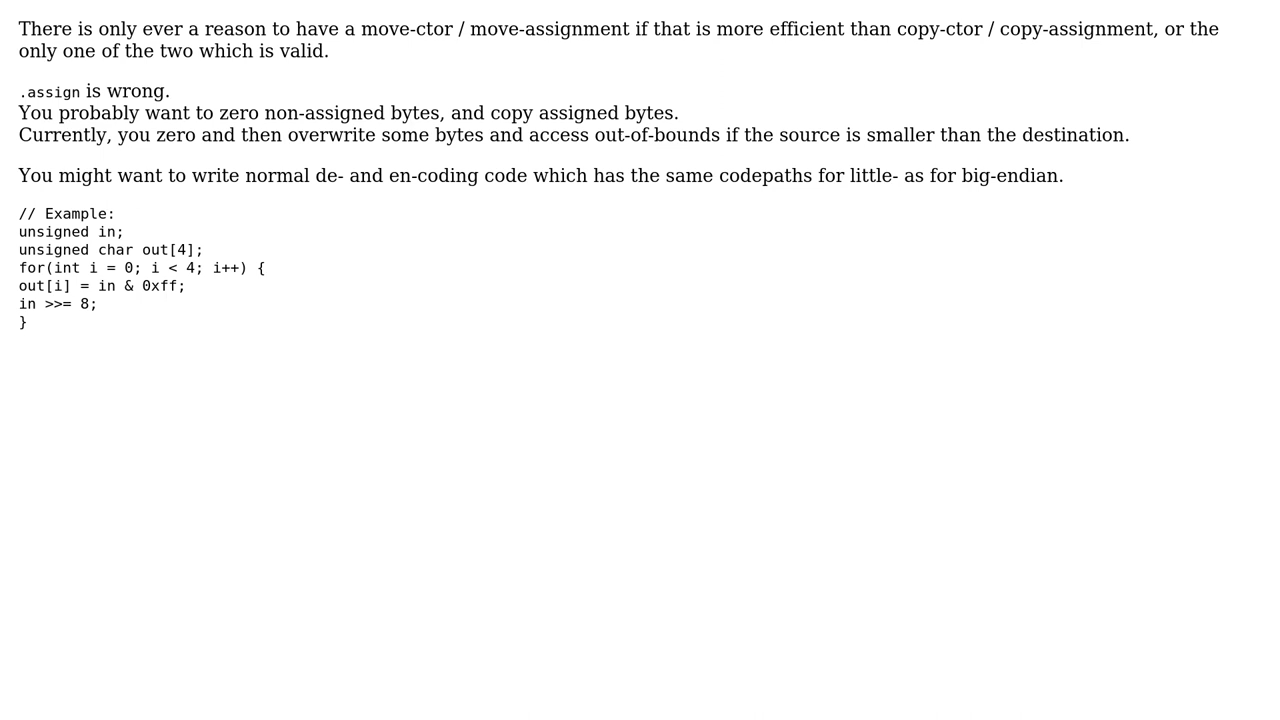 There is only ever a reason to have a move-ctor / move-assignment if that is more efficient than copy-ctor / copy-assignment, or the
only one of the two which is valid.
.assign is wrong.
You probably want to zero non-assigned bytes, and copy assigned bytes.
Currently, you zero and then overwrite some bytes and access out-of-bounds if the source is smaller than the destination.
You might want to write normal de- and en-coding code which has the same codepaths for little- as for big-endian.
// Example:
unsigned in;
unsigned char out[4];
for(int i = 0; i < 4; i++) {
out[i] = in & 0xff;
in >>= 8;
}